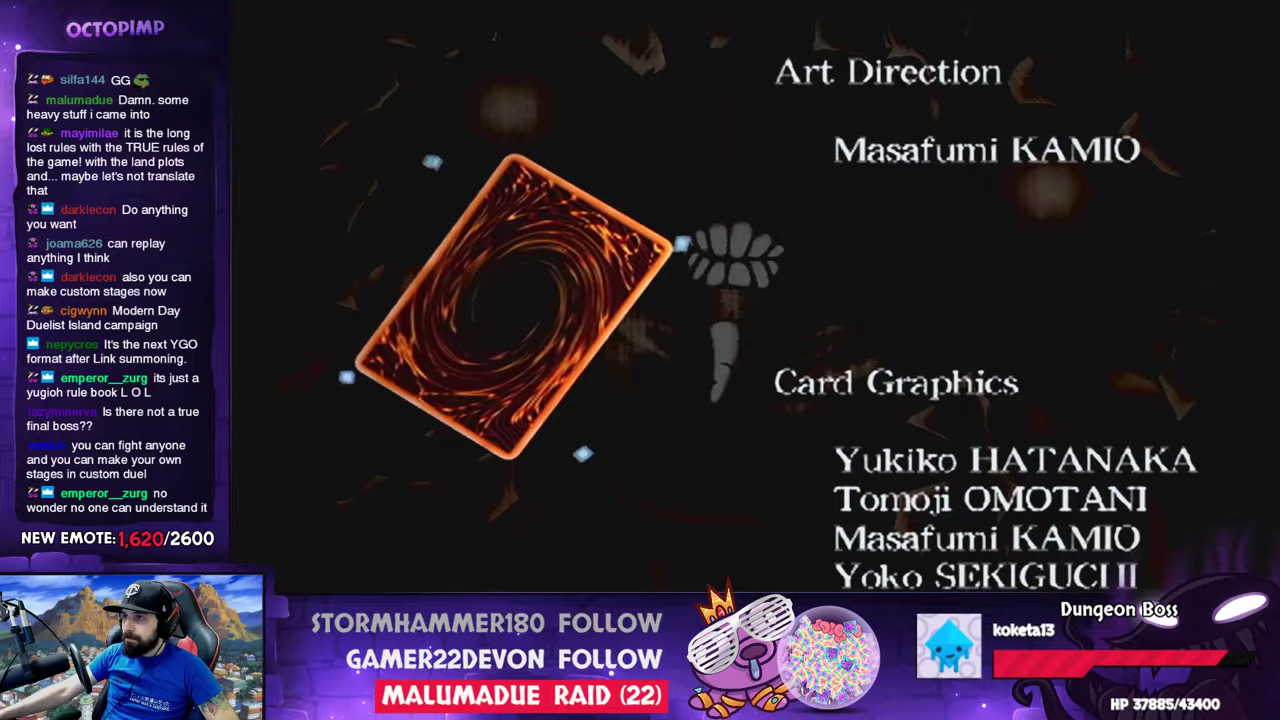 OCTOPIMP
silfa144 GG
malumadue Damn. some
heavy stuff i came into
mayimilae it is the long
lost rules with the TRUE rules of
the game! with the land plots
and... maybe let's not translate
that
darklecon Do anything
you want
joama626 can replay
anything I think
darklecon also you can
make custom stages now
cigwynn Modern Day
Duelist Island campaign
nepycros It's the next YGO
format after Link summoning.
emperor__zurg its just a
yugioh rule book L O L
lazyminerva Is there not a true
final boss??
you can fight anyone
and you can make your own
stages in custom duel
emperor__zurg no
wonder no one can understand it
NEW EMOTE: 1,620/2600
Art Direction
Masafumi KAMIO
Card Graphics
Yukiko HATANAKA
Tomoji OMOTANI
Masafumi KAMIO
Yoko SEKIGUCHI
STORMHAMMER180 FOLLOW
GAMER22DEVON FOLLOW
MALUMADUE RAID (22)
Dungeon Boss
koketa13
HP 37885/43400